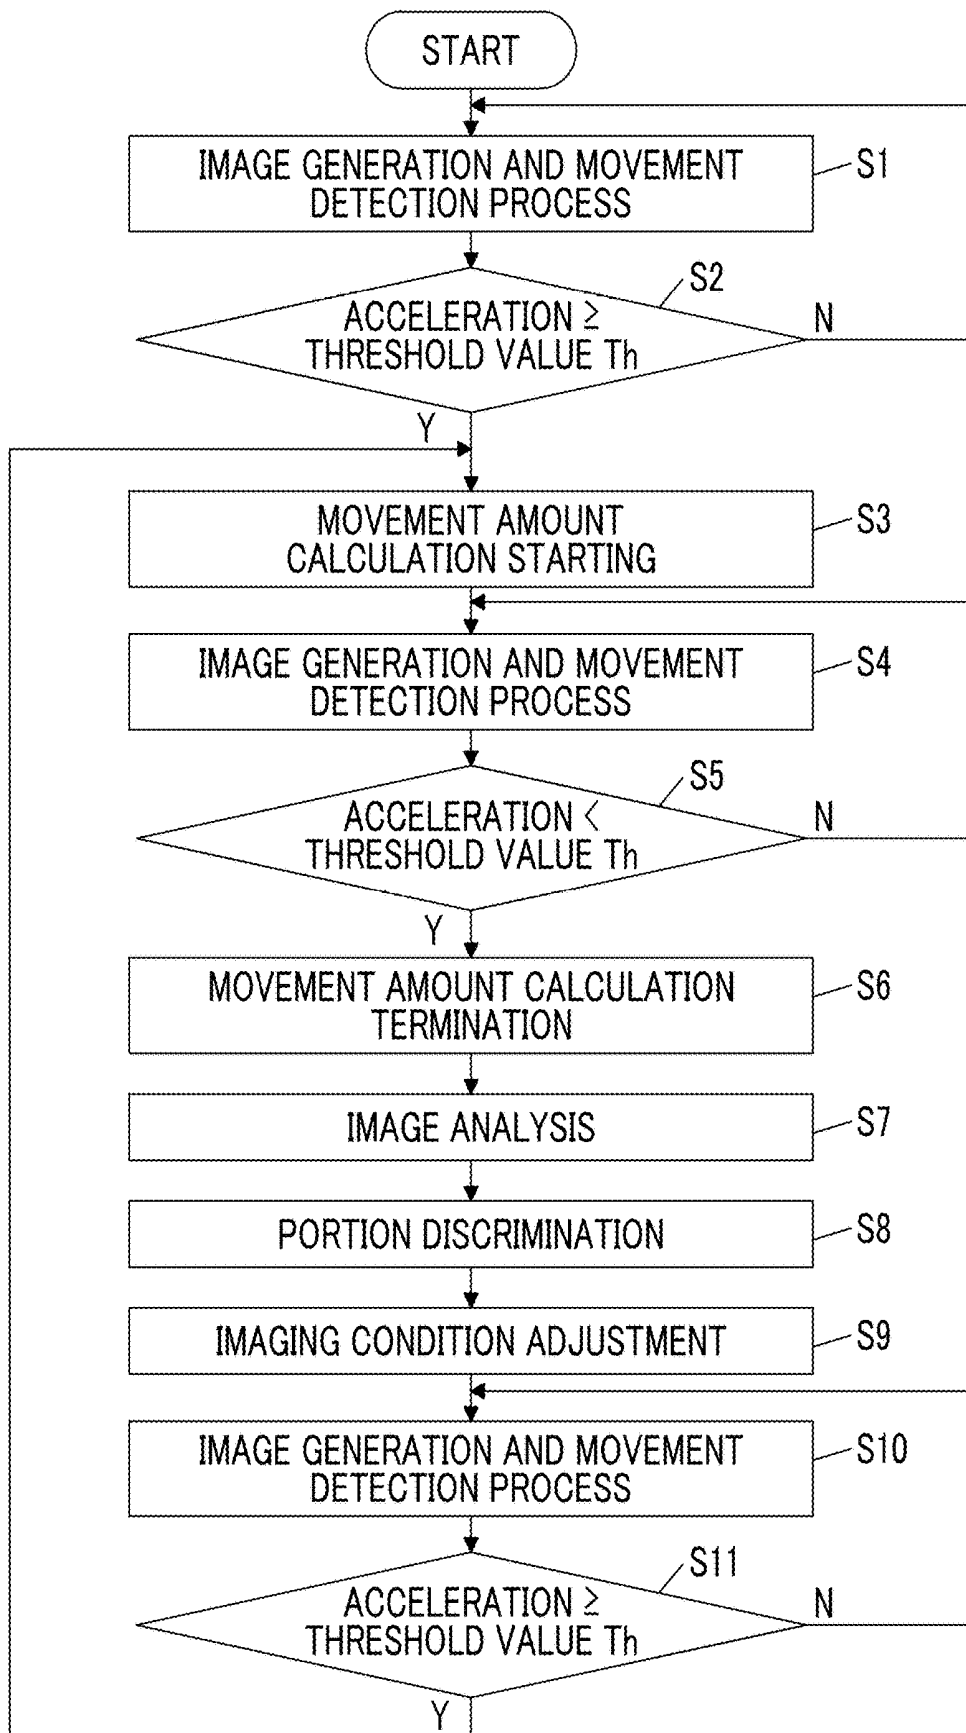 START
IMAGE GENERATION AND MOVEMENT
DETECTION PROCESS
S1
S2
ACCELERATION ≥
THRESHOLD VALUE Th
N
Y
MOVEMENT AMOUNT
CALCULATION STARTING
S3
IMAGE GENERATION AND MOVEMENT
DETECTION PROCESS
S4
S5
ACCELERATION <
THRESHOLD VALUE Th
N
Y
MOVEMENT AMOUNT CALCULATION
TERMINATION
S6
IMAGE ANALYSIS
S7
PORTION DISCRIMINATION
S8
IMAGING CONDITION ADJUSTMENT
S9
IMAGE GENERATION AND MOVEMENT
DETECTION PROCESS
S10
S11
ACCELERATION ≥
THRESHOLD VALUE Th
N
Y